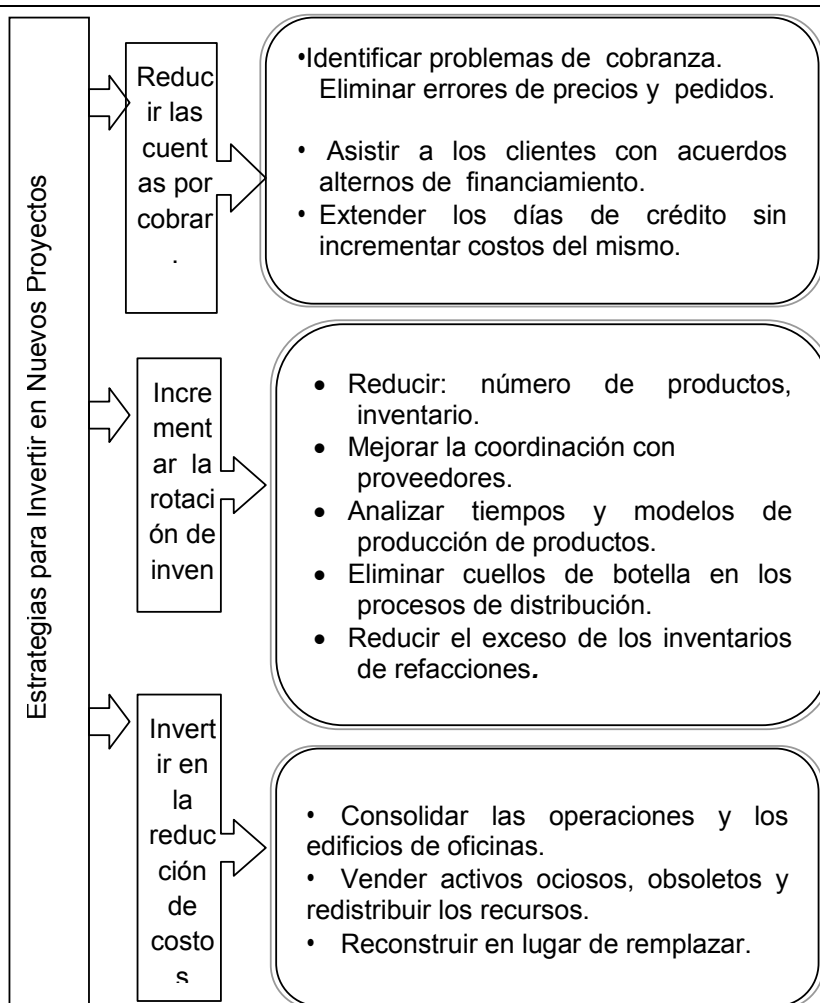 Estrategias para Invertir en Nuevos Proyectos
Reduc
ir las
cuent
as por
cobrar
.
•Identificar problemas de cobranza.
Eliminar errores de precios y pedidos.
• Asistir a los clientes con acuerdos
alternos de financiamiento.
• Extender los días de crédito sin
incrementar costos del mismo.
Incre
ment
ar la
rotaci
ón de
inven
• Reducir: número de productos,
inventario.
• Mejorar la coordinación con
proveedores.
• Analizar tiempos y modelos de
producción de productos.
• Eliminar cuellos de botella en los
procesos de distribución.
• Reducir el exceso de los inventarios
de refacciones.
Invert
ir en
la
reduc
ción
de
costo
s
• Consolidar las operaciones y los
edificios de oficinas.
• Vender activos ociosos, obsoletos y
redistribuir los recursos.
• Reconstruir en lugar de remplazar.